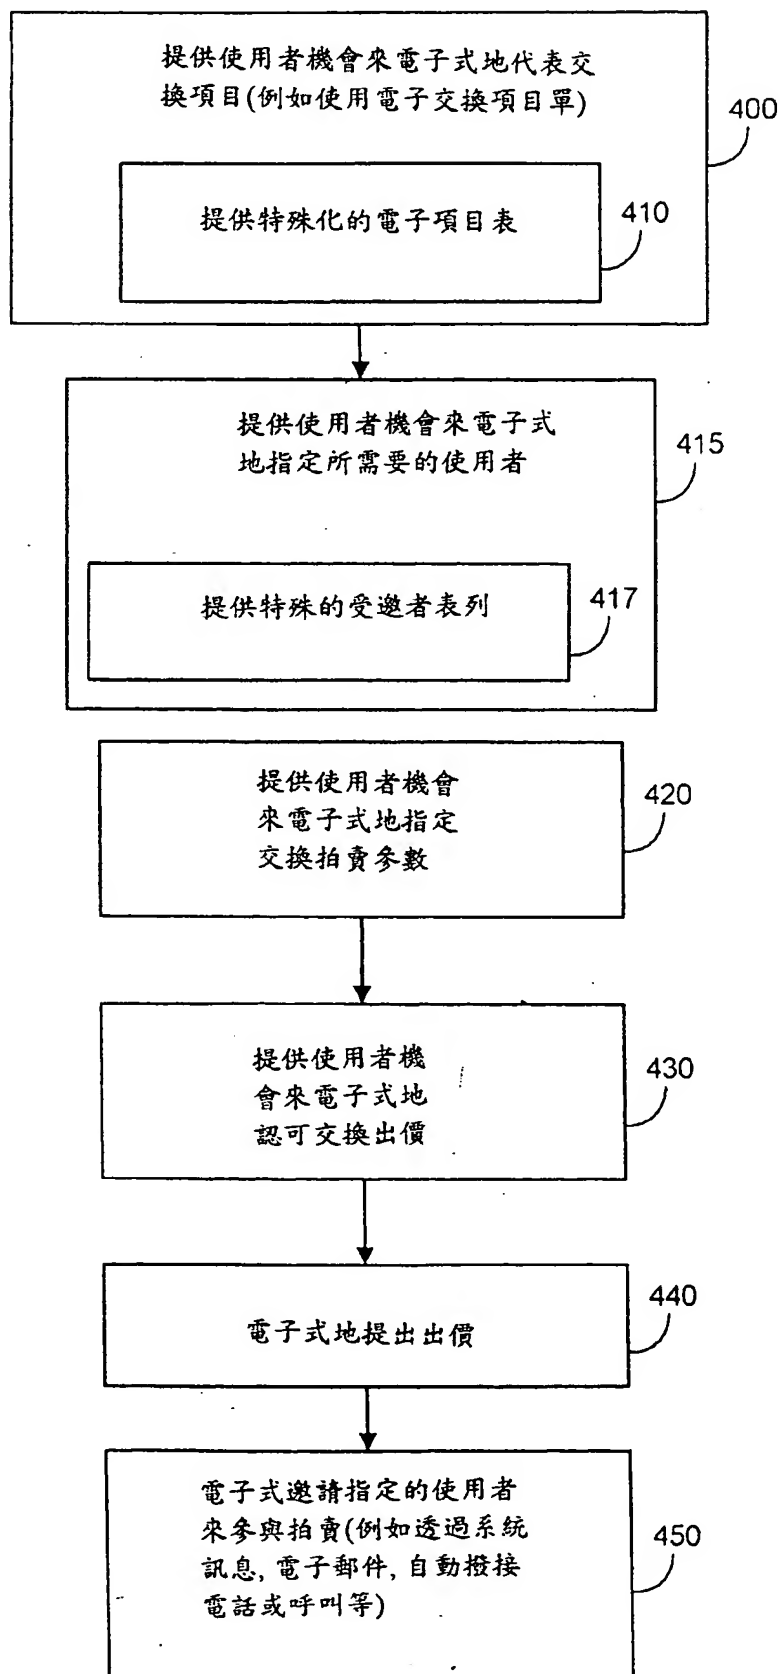 提供使用者機會來電子式地代表交
換項目(例如使用電子交換項目單)
400
提供特殊化的電子項目表
410
提供使用者機會來電子式
地指定所需要的使用者
415
提供特殊的受邀者表列
417
提供使用者機會
來電子式地指定
交換拍賣參數
420
提供使用者機
會來電子式地
認可交換出價
430
電子式地提出出價
440
電子式邀請指定的使用者
來參與拍賣(例如透過系統
訊息, 電子郵件, 自動撥接
電話或呼叫等)
450